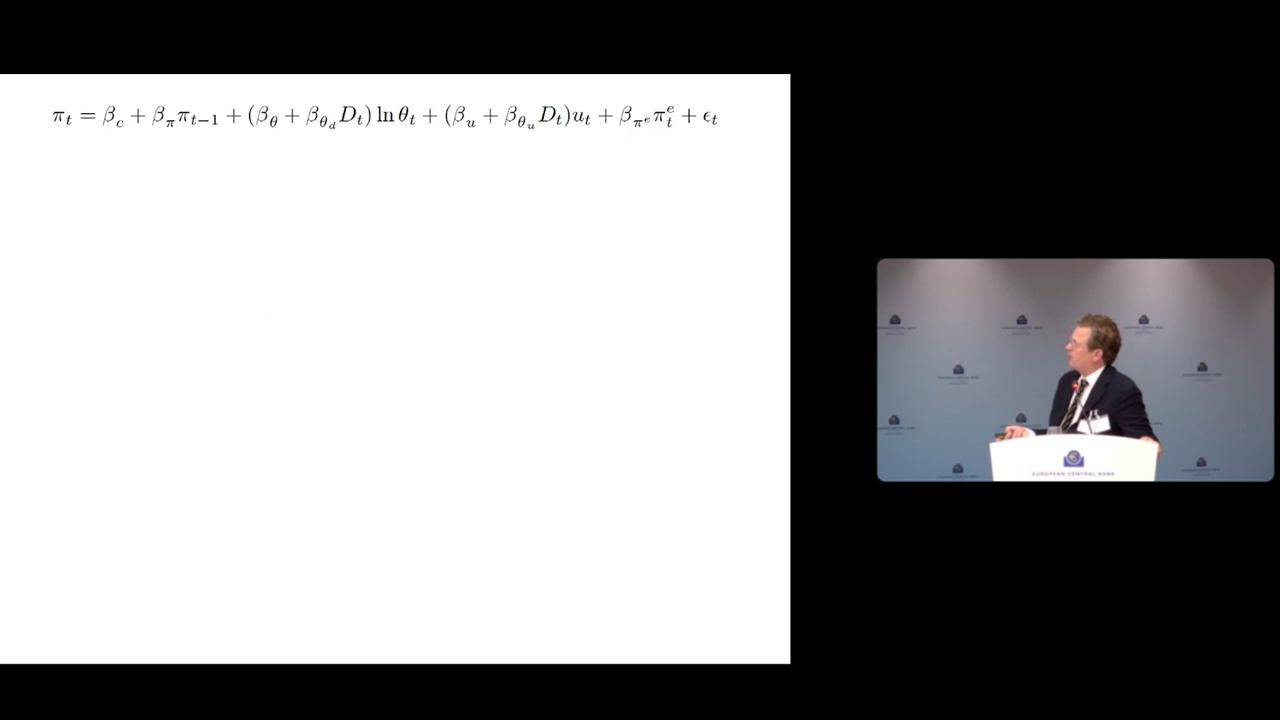 π_t = β_c + β_π π_{t−1} + (β_θ + β_{θ_d} D_t) ln θ_t + (β_u + β_{θ_u} D_t) u_t + β_{π^e} π_t^e + ϵ_t
EUROPEAN CENTRAL BANK